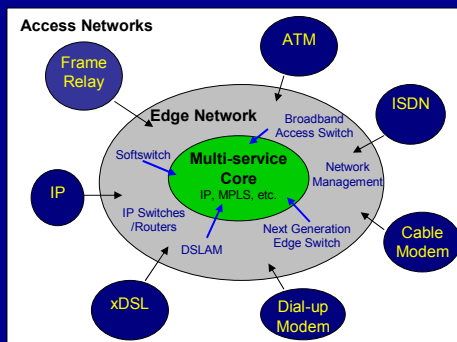 Access Networks
ATM
Frame
Relay
ISDN
Edge Network
Broadband
Access Switch
Softswitch
Multi-service
Core
IP, MPLS, etc.
Network
Management
IP
IP Switches
/Routers
DSLAM
Next Generation
Edge Switch
Cable
Modem
xDSL
Dial-up
Modem